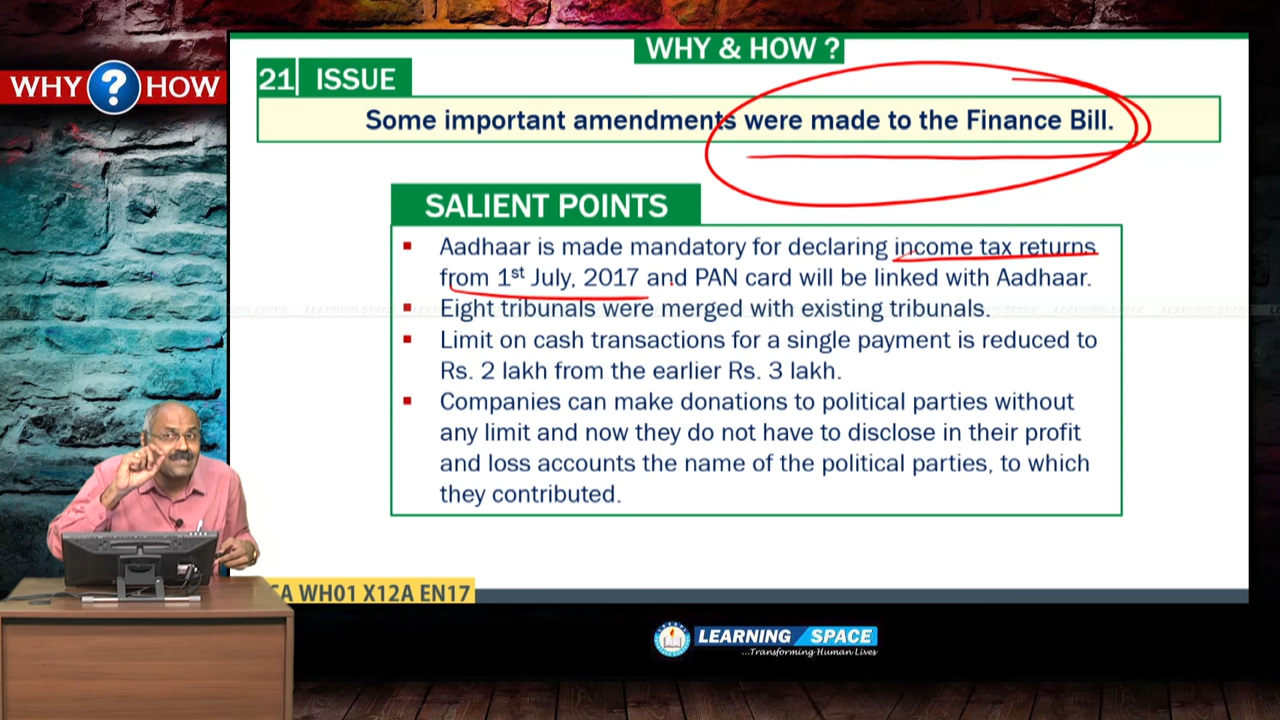 WHY & HOW ?
WHY ? HOW
21 ISSUE
Some important amendments were made to the Finance Bill.
SALIENT POINTS
▪ Aadhaar is made mandatory for declaring income tax returns
from 1st July, 2017 and PAN card will be linked with Aadhaar.
▪ Eight tribunals were merged with existing tribunals.
▪ Limit on cash transactions for a single payment is reduced to
Rs. 2 lakh from the earlier Rs. 3 lakh.
▪ Companies can make donations to political parties without
any limit and now they do not have to disclose in their profit
and loss accounts the name of the political parties, to which
they contributed.
CA WH01 X12A EN17
LEARNING SPACE
...Transforming Human Lives